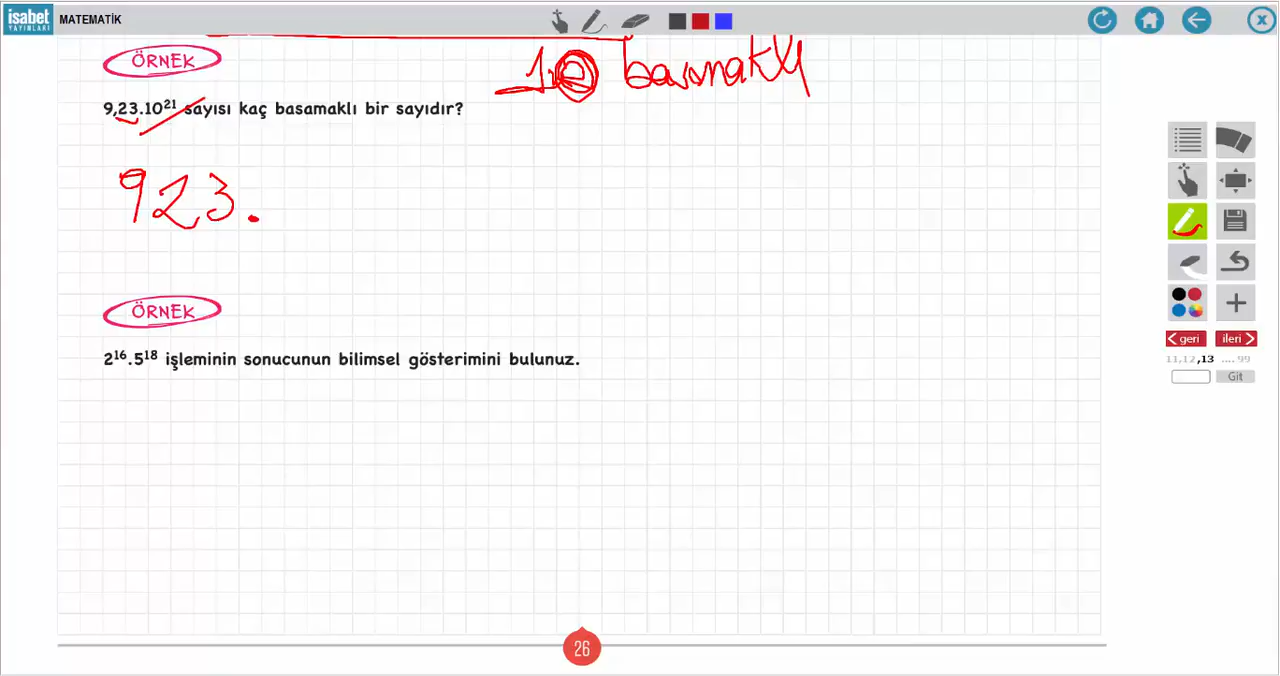 isabet
YAYINLARI
MATEMATİK
ÖRNEK
basamaklı
9,23.10²¹ sayısı kaç basamaklı bir sayıdır?
923.
ÖRNEK
2¹⁶.5¹⁸ işleminin sonucunun bilimsel gösterimini bulunuz.
geri
ileri
11,12,13 .... 99
Git
26